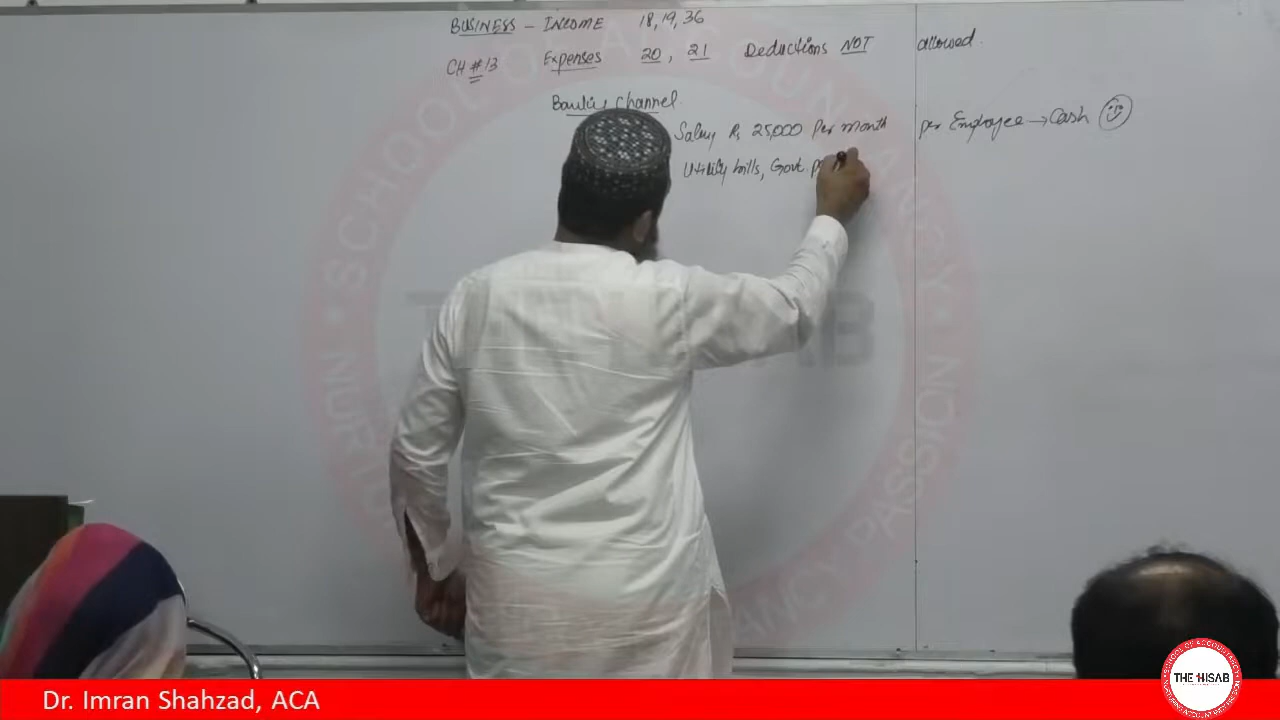 BUSINESS - INCOME 18, 19, 36
CH # 13 Expenses 20, 21 Deductions NOT allowed.
Banking Channel
Salary Rs 25,000 Per month per Employee → Cash
Utility bills, Govt
Dr. Imran Shahzad, ACA
THE HISAB